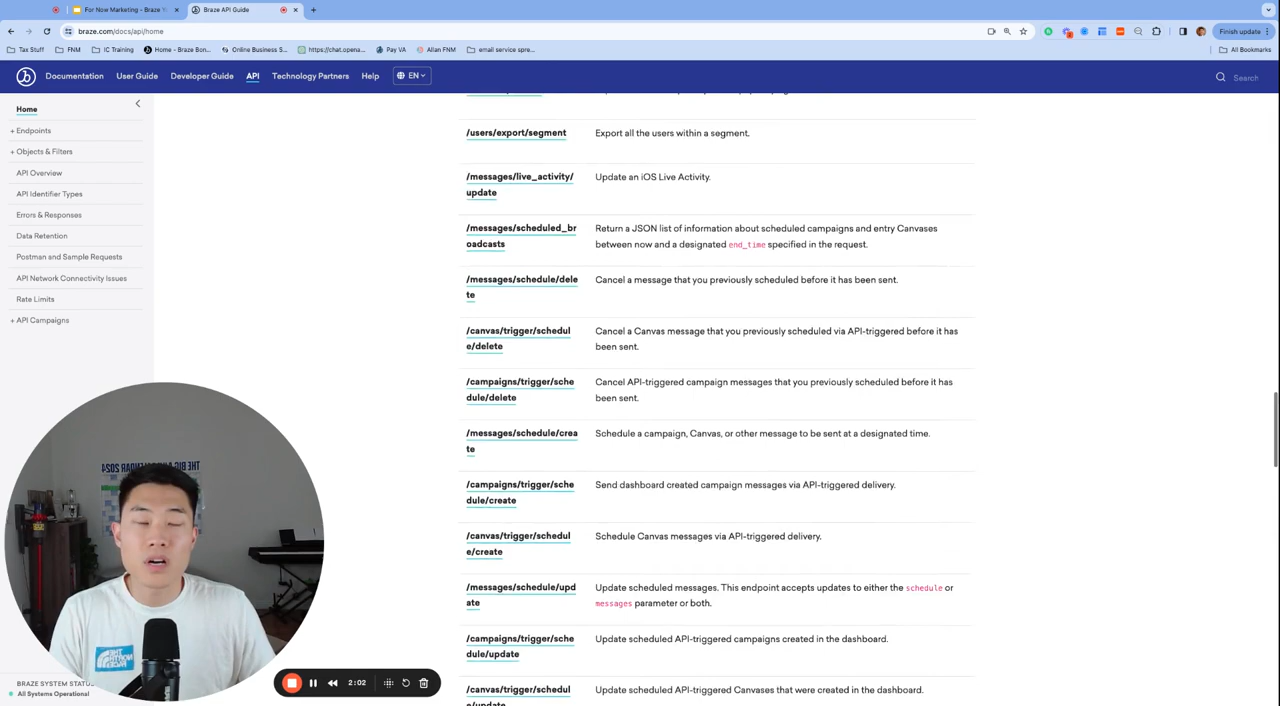 For Now Marketing - Braze
Braze API Guide
braze.com/docs/api/home
Finish update
Tax Stuff
FNM
IC Training
Home - Braze Bon...
Online Business S...
https://chat.opena...
Pay VA
Allan FNM
email service spre...
All Bookmarks
Documentation
User Guide
Developer Guide
API
Technology Partners
Help
EN
Search
Home
+ Endpoints
+ Objects & Filters
API Overview
API Identifier Types
Errors & Responses
Data Retention
Postman and Sample Requests
API Network Connectivity Issues
Rate Limits
+ API Campaigns
/users/export/segment
Export all the users within a segment.
/messages/live_activity/
update
Update an iOS Live Activity.
/messages/scheduled_br
oadcasts
Return a JSON list of information about scheduled campaigns and entry Canvases
between now and a designated end_time specified in the request.
/messages/schedule/dele
te
Cancel a message that you previously scheduled before it has been sent.
/canvas/trigger/schedul
e/delete
Cancel a Canvas message that you previously scheduled via API-triggered before it has
been sent.
/campaigns/trigger/sche
dule/delete
Cancel API-triggered campaign messages that you previously scheduled before it has
been sent.
/messages/schedule/crea
te
Schedule a campaign, Canvas, or other message to be sent at a designated time.
/campaigns/trigger/sche
dule/create
Send dashboard created campaign messages via API-triggered delivery.
/canvas/trigger/schedul
e/create
Schedule Canvas messages via API-triggered delivery.
/messages/schedule/upd
ate
Update scheduled messages. This endpoint accepts updates to either the schedule or
messages parameter or both.
/campaigns/trigger/sche
dule/update
Update scheduled API-triggered campaigns created in the dashboard.
/canvas/trigger/schedul
e/update
Update scheduled API-triggered Canvases that were created in the dashboard.
THE BIG A CALENDAR 2024
THE NORTH
2:02
BRAZE SYSTEM STATUS
All Systems Operational